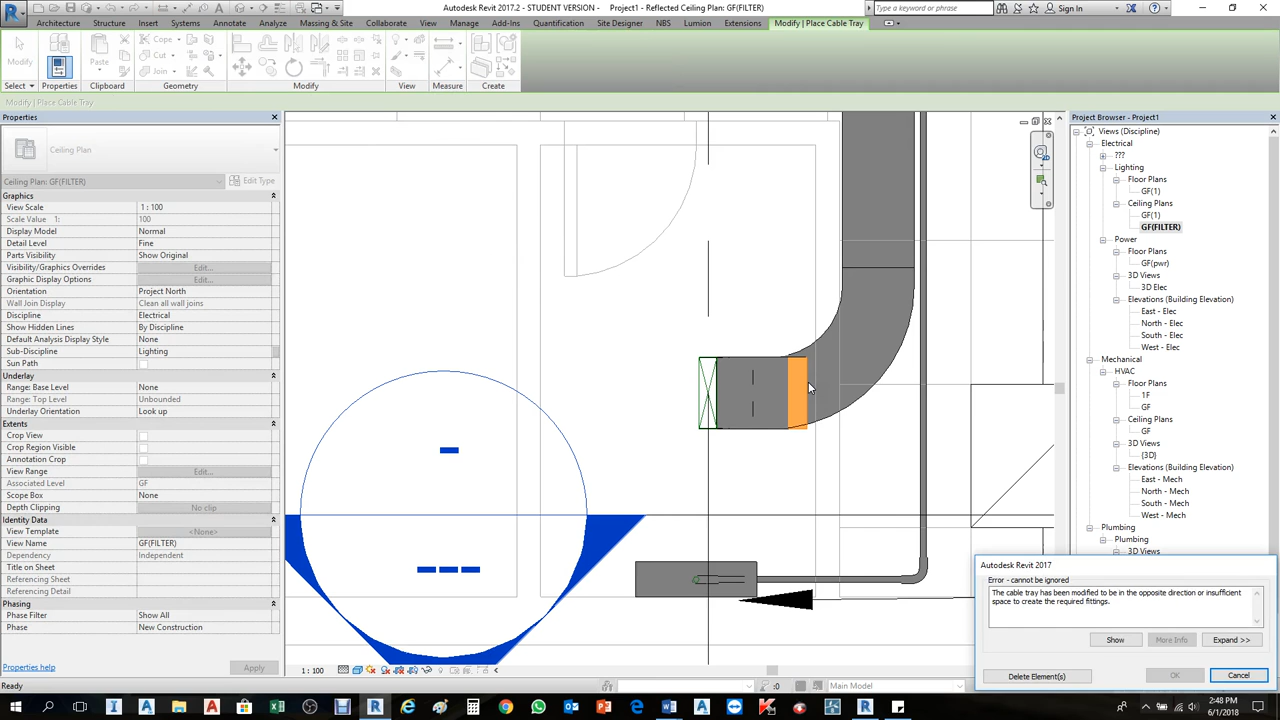 Autodesk Revit 2017.2 - STUDENT VERSION - Project1 - Reflected Ceiling Plan: GF(FILTER)
Type a keyword or phrase
Sign In
Architecture Structure Insert Systems Annotate Analyze Massing & Site Collaborate View Manage Add-Ins Quantification Site Designer NBS Lumion Extensions Modify | Place Cable Tray
Modify Paste Cope Cut Join
Select Properties Clipboard Geometry Modify View Measure Create
Modify | Place Cable Tray
Properties
Ceiling Plan
Ceiling Plan: GF(FILTER) Edit Type
Graphics
View Scale 1 : 100
Scale Value 1: 100
Display Model Normal
Detail Level Fine
Parts Visibility Show Original
Visibility/Graphics Overrides Edit...
Graphic Display Options Edit...
Orientation Project North
Wall Join Display Clean all wall joins
Discipline Electrical
Show Hidden Lines By Discipline
Default Analysis Display Style None
Sub-Discipline Lighting
Sun Path
Underlay
Range: Base Level None
Range: Top Level Unbounded
Underlay Orientation Look up
Extents
Crop View
Crop Region Visible
Annotation Crop
View Range Edit...
Associated Level GF
Scope Box None
Depth Clipping No clip
Identity Data
View Template <None>
View Name GF(FILTER)
Dependency Independent
Title on Sheet
Referencing Sheet
Referencing Detail
Phasing
Phase Filter Show All
Phase New Construction
Properties help Apply
Ready
1 : 100
:0
Main Model
Project Browser - Project1
Views (Discipline)
Electrical
???
Lighting
Floor Plans
GF(1)
Ceiling Plans
GF(1)
GF(FILTER)
Power
Floor Plans
GF(pwr)
3D Views
3D Elec
Elevations (Building Elevation)
East - Elec
North - Elec
South - Elec
West - Elec
Mechanical
HVAC
Floor Plans
1F
GF
Ceiling Plans
GF
3D Views
{3D}
Elevations (Building Elevation)
East - Mech
North - Mech
South - Mech
West - Mech
Plumbing
Plumbing
3D Views
Autodesk Revit 2017
Error - cannot be ignored
The cable tray has been modified to be in the opposite direction or insufficient
space to create the required fittings.
Show More Info Expand >>
Delete Element(s) OK Cancel
2:48 PM
6/1/2018